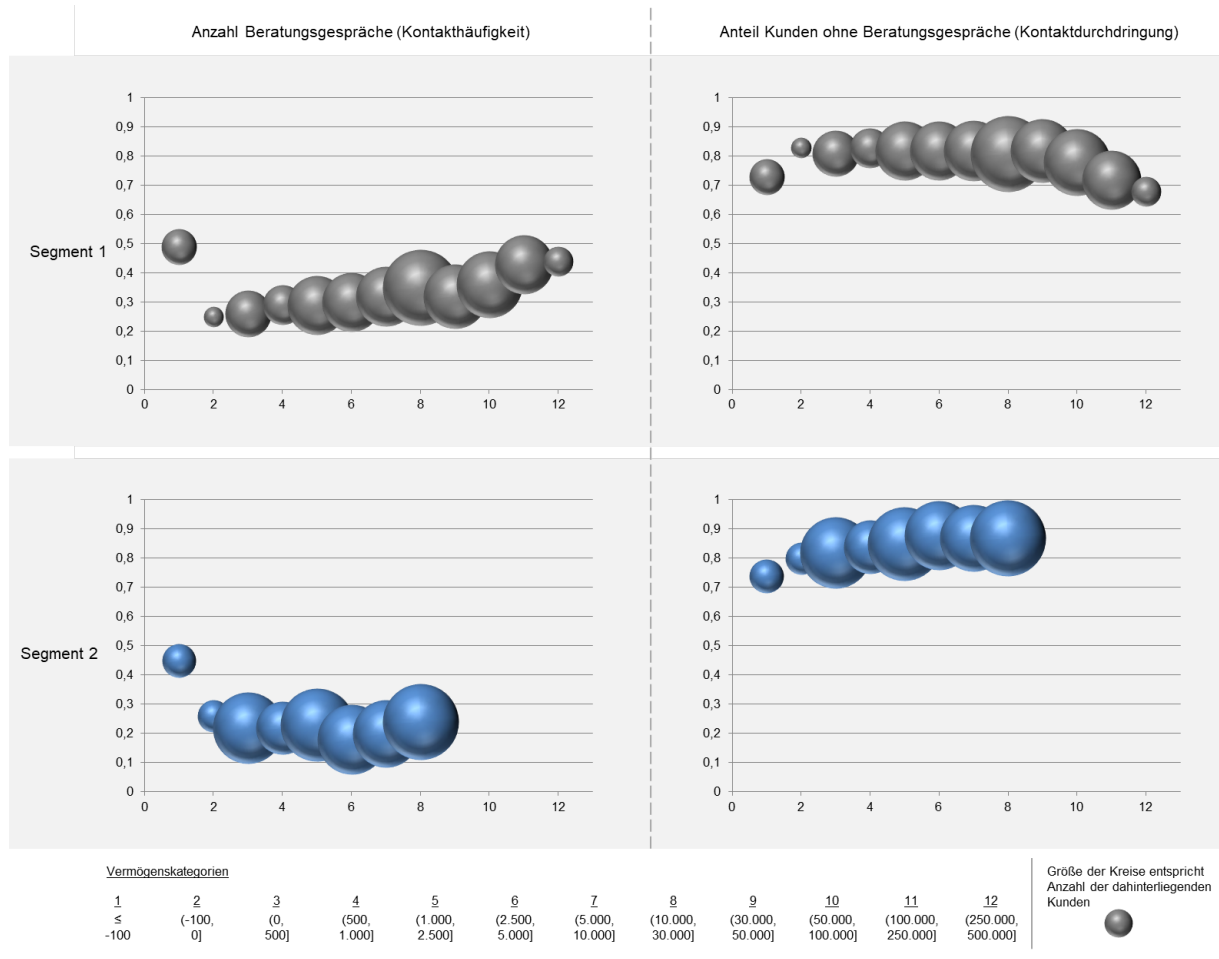 Anzahl Beratungsgespräche (Kontakthäufigkeit)
Anteil Kunden ohne Beratungsgespräche (Kontaktdurchdringung)
Segment 1
1
0,9
0,8
0,7
0,6
0,5
0,4
0,3
0,2
0,1
0
0 2 4 6 8 10 12
1
0,9
0,8
0,7
0,6
0,5
0,4
0,3
0,2
0,1
0
0 2 4 6 8 10 12
Segment 2
1
0,9
0,8
0,7
0,6
0,5
0,4
0,3
0,2
0,1
0
0 2 4 6 8 10 12
1
0,9
0,8
0,7
0,6
0,5
0,4
0,3
0,2
0,1
0
0 2 4 6 8 10 12
Vermögenskategorien
1 2 3 4 5 6 7 8 9 10 11 12
≤ (-100, (0, (500, (1.000, (2.500, (5.000, (10.000, (30.000, (50.000, (100.000, (250.000,
-100 0] 500] 1.000] 2.500] 5.000] 10.000] 30.000] 50.000] 100.000] 250.000] 500.000]
Größe der Kreise entspricht
Anzahl der dahinterliegenden
Kunden